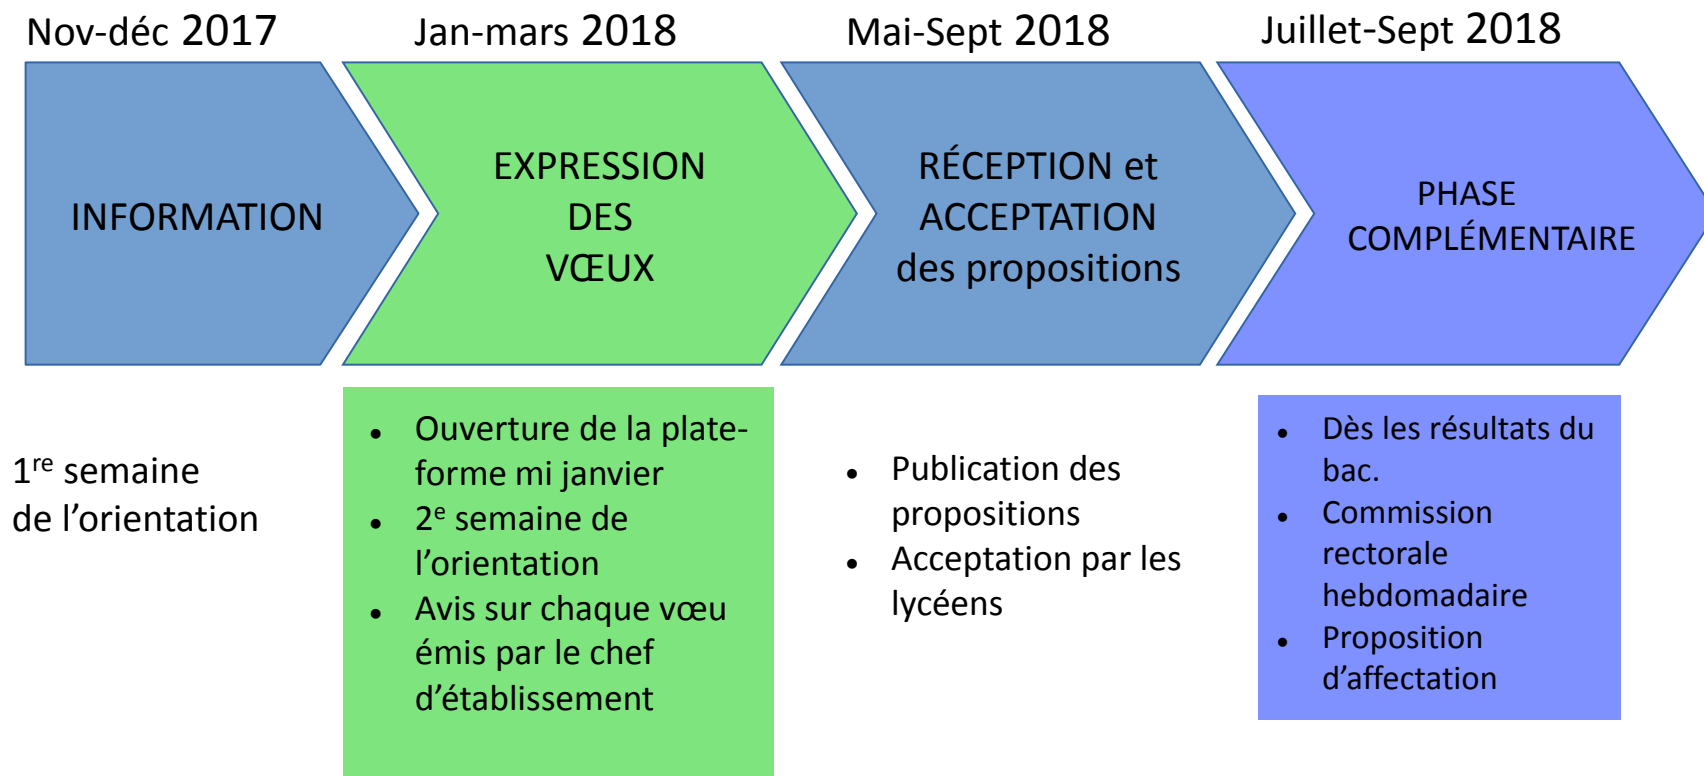 Nov-déc 2017
Jan-mars 2018
Mai-Sept 2018
Juillet-Sept 2018
INFORMATION
EXPRESSION
DES
VŒUX
RÉCEPTION et
ACCEPTATION
des propositions
PHASE
COMPLÉMENTAIRE
1re semaine
de l’orientation
• Ouverture de la plate-
forme mi janvier
• 2e semaine de
l’orientation
• Avis sur chaque vœu
émis par le chef
d’établissement
• Publication des
propositions
• Acceptation par les
lycéens
• Dès les résultats du
bac.
• Commission
rectorale
hebdomadaire
• Proposition
d’affectation